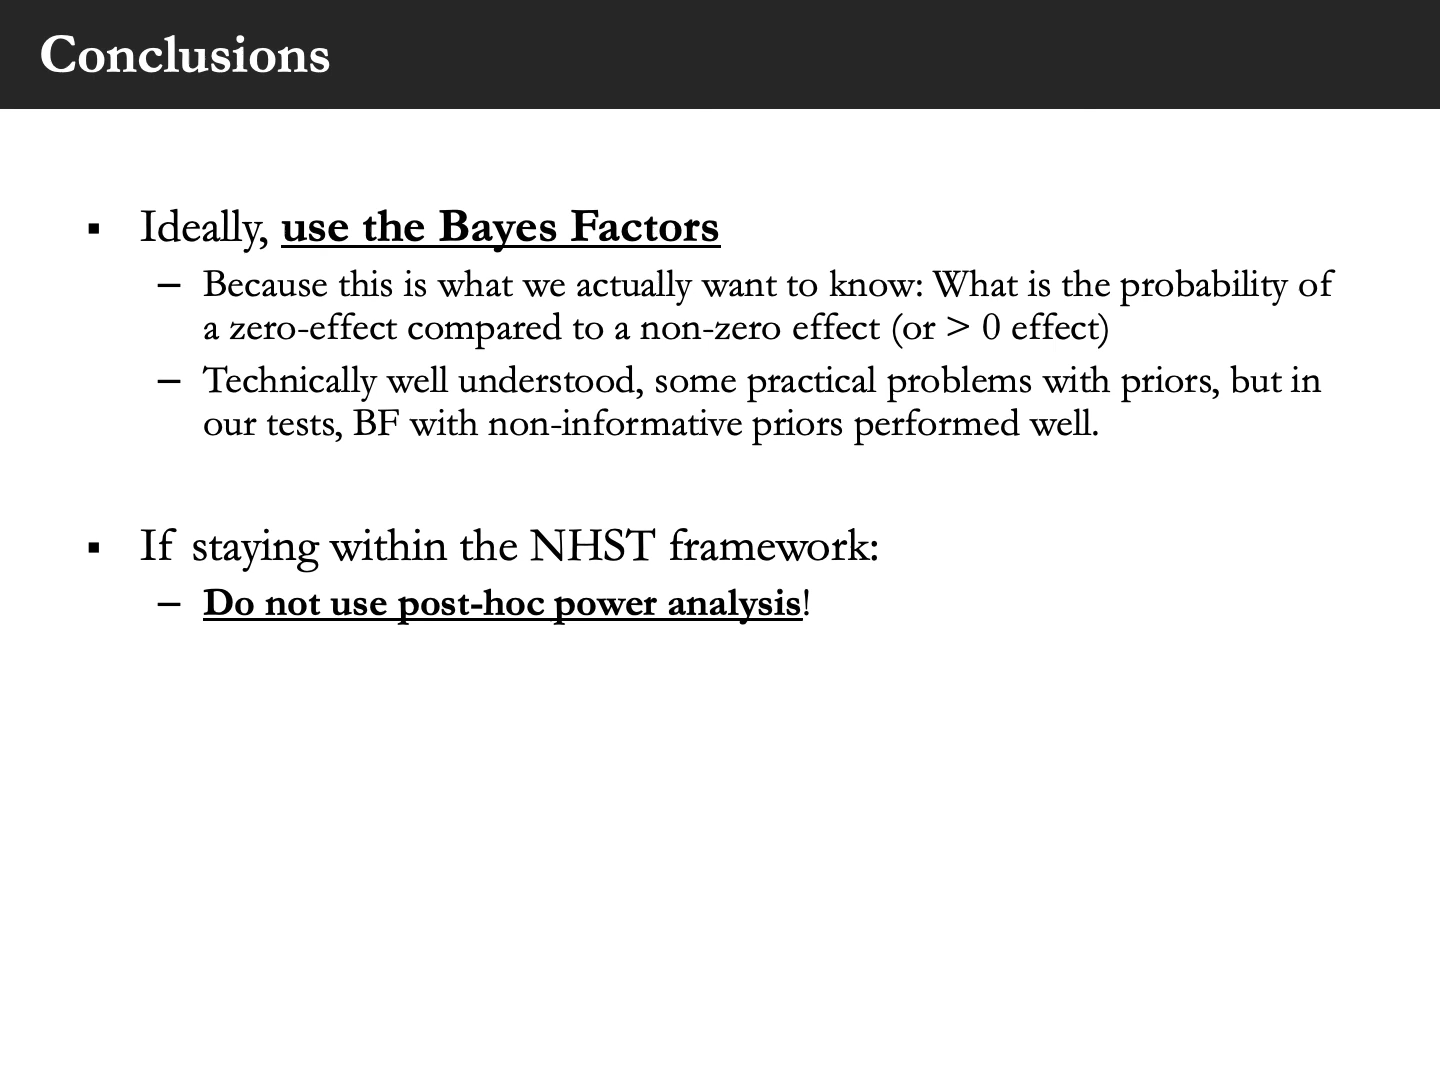 Conclusions
▪ Ideally, use the Bayes Factors
– Because this is what we actually want to know: What is the probability of
a zero-effect compared to a non-zero effect (or > 0 effect)
– Technically well understood, some practical problems with priors, but in
our tests, BF with non-informative priors performed well.
▪ If staying within the NHST framework:
– Do not use post-hoc power analysis!